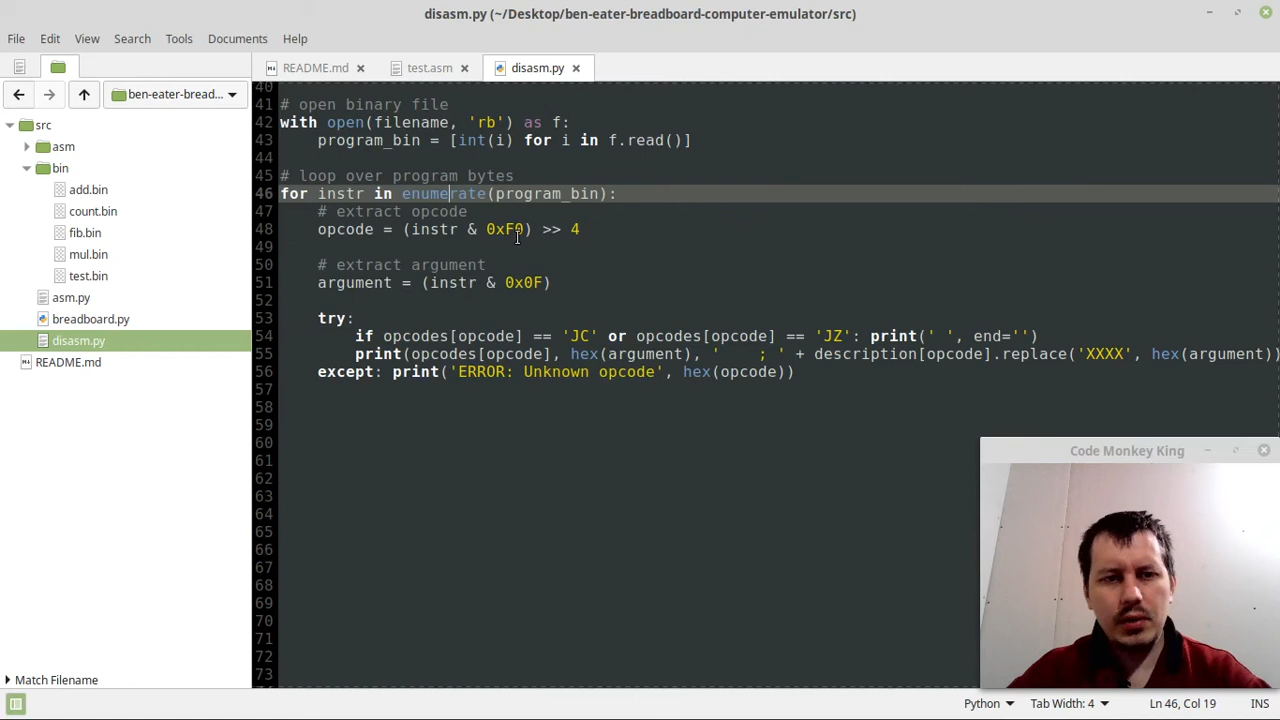 disasm.py (~/Desktop/ben-eater-breadboard-computer-emulator/src)
File Edit View Search Tools Documents Help
README.md test.asm disasm.py
ben-eater-bread...
src
asm
bin
add.bin
count.bin
fib.bin
mul.bin
test.bin
asm.py
breadboard.py
disasm.py
README.md
Match Filename
40
41 # open binary file
42 with open(filename, 'rb') as f:
43     program_bin = [int(i) for i in f.read()]
44
45 # loop over program bytes
46 for instr in enumerate(program_bin):
47     # extract opcode
48     opcode = (instr & 0xF0) >> 4
49
50     # extract argument
51     argument = (instr & 0x0F)
52
53     try:
54         if opcodes[opcode] == 'JC' or opcodes[opcode] == 'JZ': print(' ', end='')
55         print(opcodes[opcode], hex(argument), '    ; ' + description[opcode].replace('XXXX', hex(argument))
56     except: print('ERROR: Unknown opcode', hex(opcode))
57
58
59
60
61
62
63
64
65
66
67
68
69
70
71
72
73
Code Monkey King
Python Tab Width: 4 Ln 46, Col 19 INS